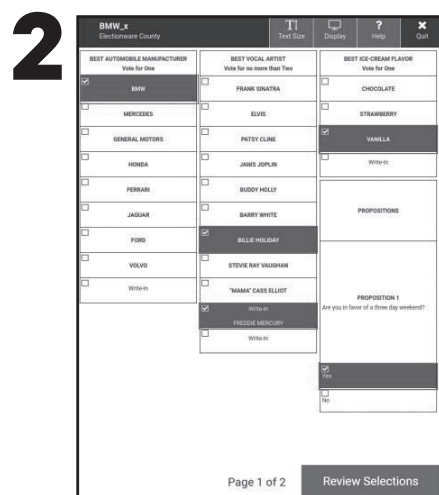 2
BMW_x
Electionware County
Text Size
Display
? Help
Quit
BEST AUTOMOBILE MANUFACTURER
Vote for One
BMW
MERCEDES
GENERAL MOTORS
HONDA
FERRARI
JAGUAR
FORD
VOLVO
Write-in
BEST VOCAL ARTIST
Vote for no more than Two
FRANK SINATRA
ELVIS
PATSY CLINE
JANIS JOPLIN
BUDDY HOLLY
BARRY WHITE
BILLIE HOLIDAY
STEVIE RAY VAUGHAN
"MAMA" CASS ELLIOT
Write-in
FREDDIE MERCURY
Write-in
BEST ICE-CREAM FLAVOR
Vote for One
CHOCOLATE
STRAWBERRY
VANILLA
Write-in
PROPOSITIONS
PROPOSITION 1
Are you in favor of a three day weekend?
Yes
No
Page 1 of 2
Review Selections